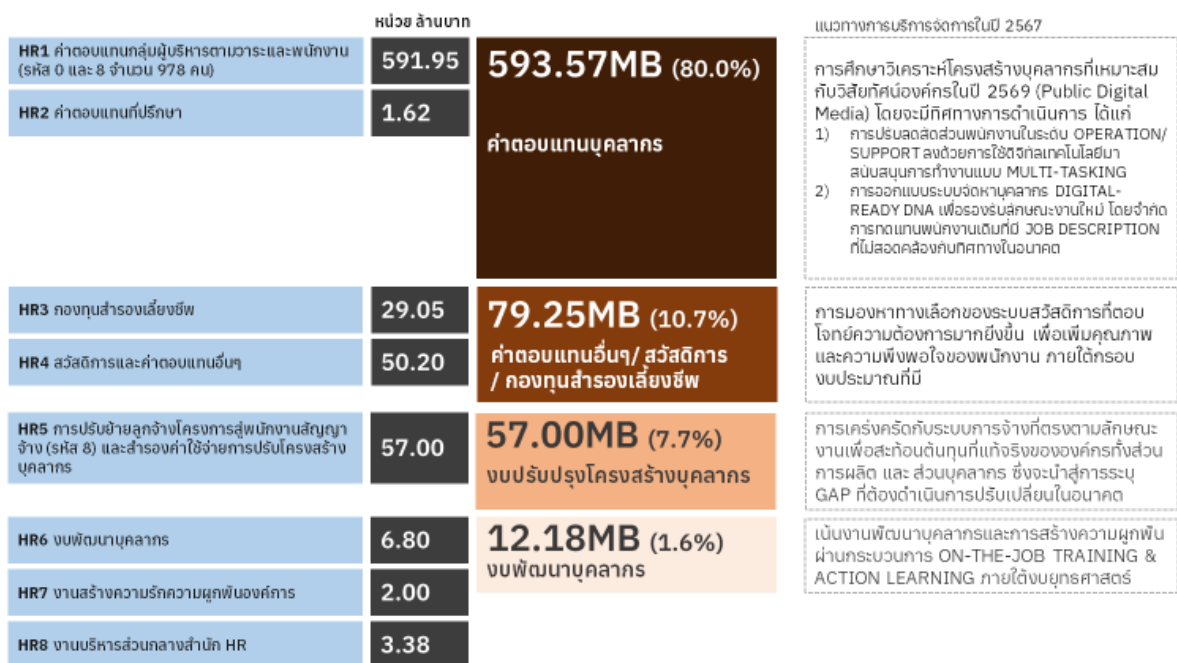 หน่วย ล้านบาท
HR1 ค่าตอบแทนกลุ่มผู้บริหารตามวาระและพนักงาน
(รหัส 0 และ 8 จำนวน 978 คน)
591.95
HR2 ค่าตอบแทนที่ปรึกษา
1.62
593.57MB (80.0%)
ค่าตอบแทนบุคลากร
แนวทางการบริการจัดการในปี 2567
การศึกษาวิเคราะห์โครงสร้างบุคลากรที่เหมาะสม
กับวิสัยทัศน์องค์กรในปี 2569 (Public Digital
Media) โดยจะมีทิศทางการดำเนินการ ได้แก่
1) การปรับลดสัดส่วนพนักงานในระดับ OPERATION/
SUPPORT ลงด้วยการใช้ดิจิทัลเทคโนโลยีมา
สนับสนุนการทำงานแบบ MULTI-TASKING
2) การออกแบบระบบจัดหาบุคลากร DIGITAL-
READY DNA เพื่อรองรับลักษณะงานใหม่ โดยจำกัด
การทดแทนพนักงานเดิมที่มี JOB DESCRIPTION
ที่ไม่สอดคล้องกับทิศทางในอนาคต
HR3 กองทุนสำรองเลี้ยงชีพ
29.05
HR4 สวัสดิการและค่าตอบแทนอื่นๆ
50.20
79.25MB (10.7%)
ค่าตอบแทนอื่นๆ/ สวัสดิการ
/ กองทุนสำรองเลี้ยงชีพ
การมองหาทางเลือกของระบบสวัสดิการที่ตอบ
โจทย์ความต้องการมากยิ่งขึ้น เพื่อเพิ่มคุณภาพ
และความพึงพอใจของพนักงาน ภายใต้กรอบ
งบประมาณที่มี
HR5 การปรับย้ายลูกจ้างโครงการสู่พนักงานสัญญา
จ้าง (รหัส 8) และสำรองค่าใช้จ่ายการปรับโครงสร้าง
บุคลากร
57.00
57.00MB (7.7%)
งบปรับปรุงโครงสร้างบุคลากร
การเคร่งครัดกับระบบการจ้างที่ตรงตามลักษณะ
งานเพื่อสะท้อนต้นทุนที่แท้จริงขององค์กรทั้งส่วน
การผลิต และ ส่วนบุคลากร ซึ่งจะนำสู่การระบุ
GAP ที่ต้องดำเนินการปรับเปลี่ยนในอนาคต
HR6 งบพัฒนาบุคลากร
6.80
HR7 งานสร้างความรักความผูกพันองค์การ
2.00
HR8 งานบริหารส่วนกลางสำนัก HR
3.38
12.18MB (1.6%)
งบพัฒนาบุคลากร
เน้นงานพัฒนาบุคลากรและการสร้างความผูกพัน
ผ่านกระบวนการ ON-THE-JOB TRAINING &
ACTION LEARNING ภายใต้งบยุทธศาสตร์